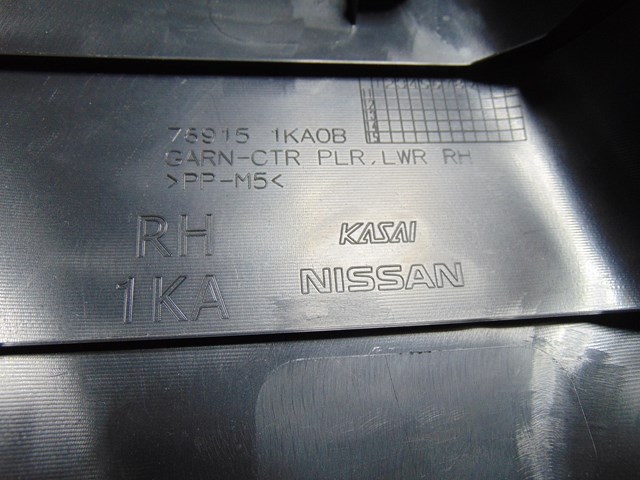 76915 1KA0B
GARN-CTR PLR,LWR RH
>PP-M5<
RH
1KA
KASAI
NISSAN